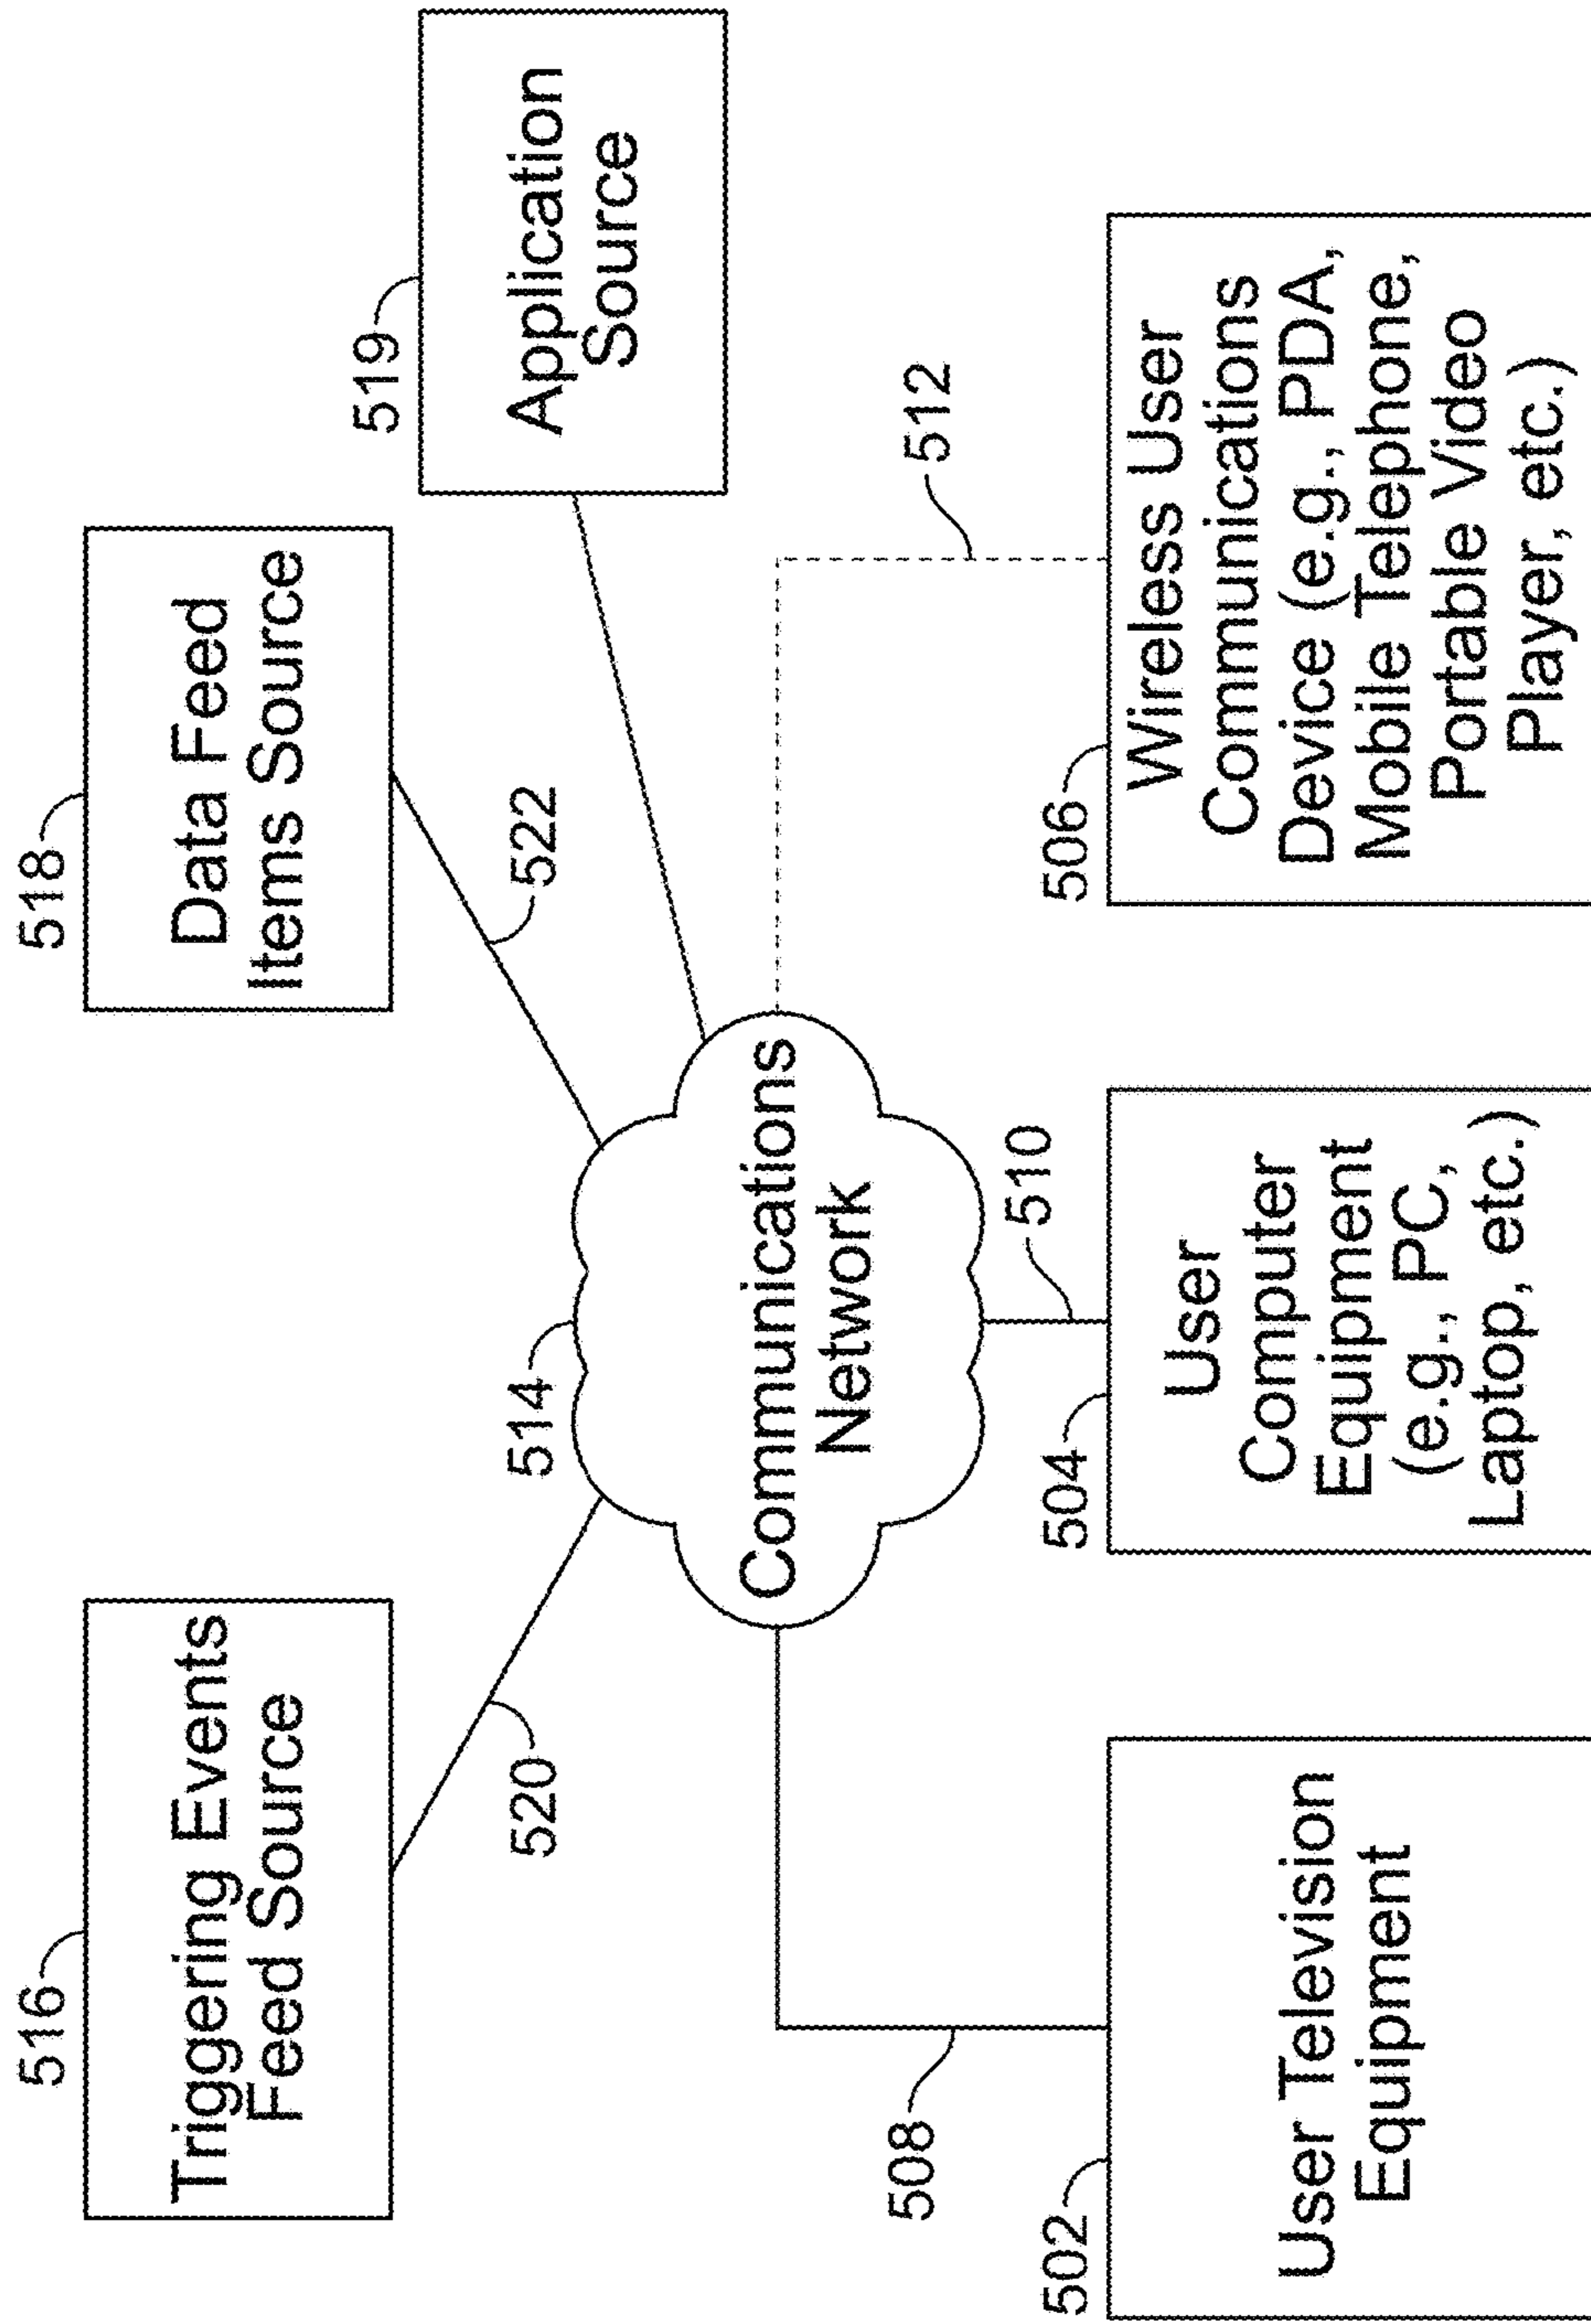 516
Triggering Events
Feed Source
518
Data Feed
Items Source
519
Application
Source
520
522
514
Communications
Network
508
510
512
502
User Television
Equipment
504
User
Computer
Equipment
(e.g., PC,
Laptop, etc.)
506
Wireless User
Communications
Device (e.g., PDA,
Mobile Telephone,
Portable Video
Player, etc.)